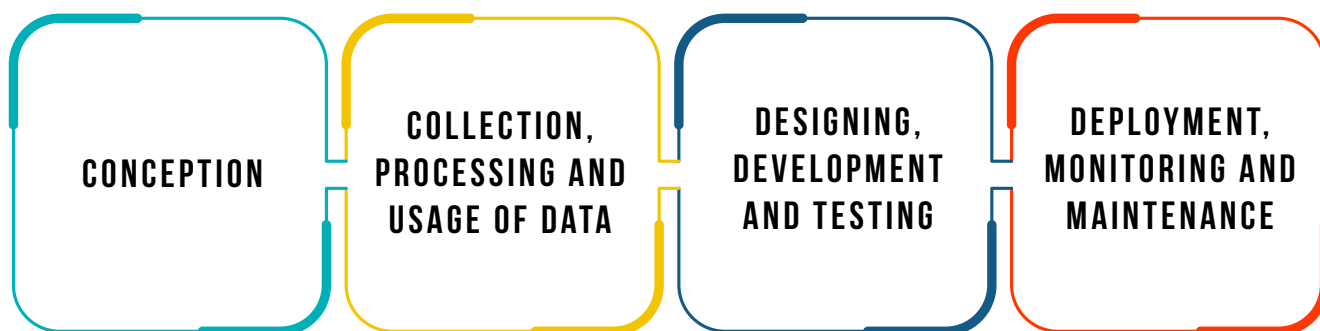 CONCEPTION
COLLECTION,
PROCESSING AND
USAGE OF DATA
DESIGNING,
DEVELOPMENT
AND TESTING
DEPLOYMENT,
MONITORING AND
MAINTENANCE